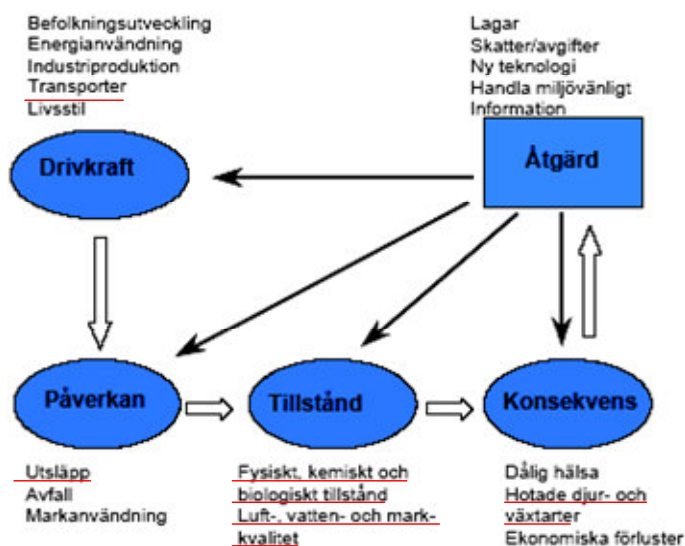 Befolkningsutveckling
Energianvändning
Industriproduktion
Transporter
Livsstil
Lagar
Skatter/avgifter
Ny teknologi
Handla miljövänligt
Information
Drivkraft
Åtgärd
Påverkan
Tillstånd
Konsekvens
Utsläpp
Avfall
Markanvändning
Fysiskt, kemiskt och
biologiskt tillstånd
Luft-, vatten- och mark-
kvalitet
Dålig hälsa
Hotade djur- och
växtarter
Ekonomiska förluster